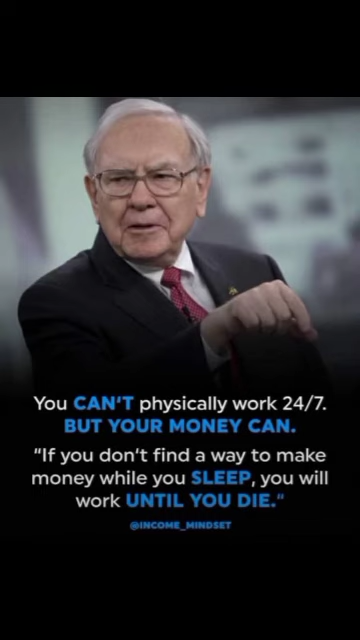 You CAN'T physically work 24/7.
BUT YOUR MONEY CAN.
"If you don't find a way to make
money while you SLEEP, you will
work UNTIL YOU DIE."
@INCOME_MINDSET